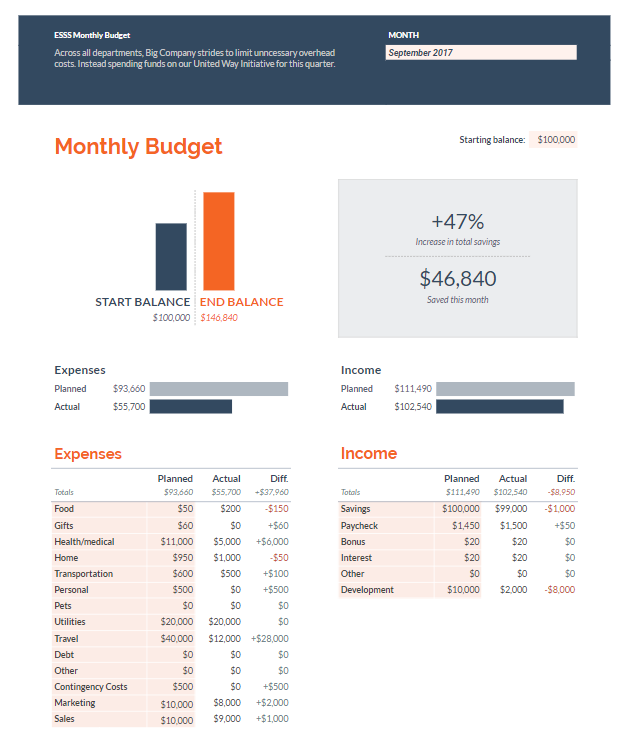 ESSS Monthly Budget
MONTH
Across all departments, Big Company strides to limit unncessary overhead
costs. Instead spending funds on our United Way Initiative for this quarter.
September 2017
Monthly Budget
Starting balance: $100,000
START BALANCE
$100,000
END BALANCE
$146,840
+47%
Increase in total savings
$46,840
Saved this month
Expenses
Planned $93,660
Actual $55,700
Income
Planned $111,490
Actual $102,540
Expenses
Planned Actual Diff.
Totals $93,660 $55,700 +$37,960
Food $50 $200 -$150
Gifts $60 $0 +$60
Health/medical $11,000 $5,000 +$6,000
Home $950 $1,000 -$50
Transportation $600 $500 +$100
Personal $500 $0 +$500
Pets $0 $0 $0
Utilities $20,000 $20,000 $0
Travel $40,000 $12,000 +$28,000
Debt $0 $0 $0
Other $0 $0 $0
Contingency Costs $500 $0 +$500
Marketing $10,000 $8,000 +$2,000
Sales $10,000 $9,000 +$1,000
Income
Planned Actual Diff.
Totals $111,490 $102,540 -$8,950
Savings $100,000 $99,000 -$1,000
Paycheck $1,450 $1,500 +$50
Bonus $20 $20 $0
Interest $20 $20 $0
Other $0 $0 $0
Development $10,000 $2,000 -$8,000